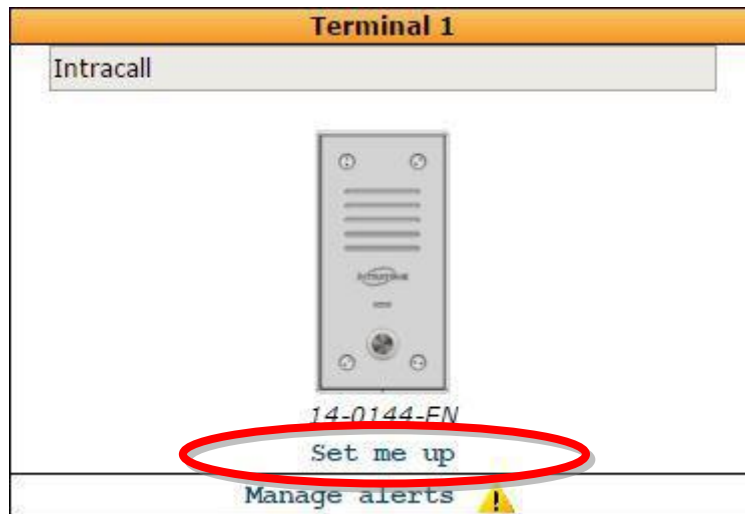 Terminal 1
Intracall
14-0144-EN
Set me up
Manage alerts